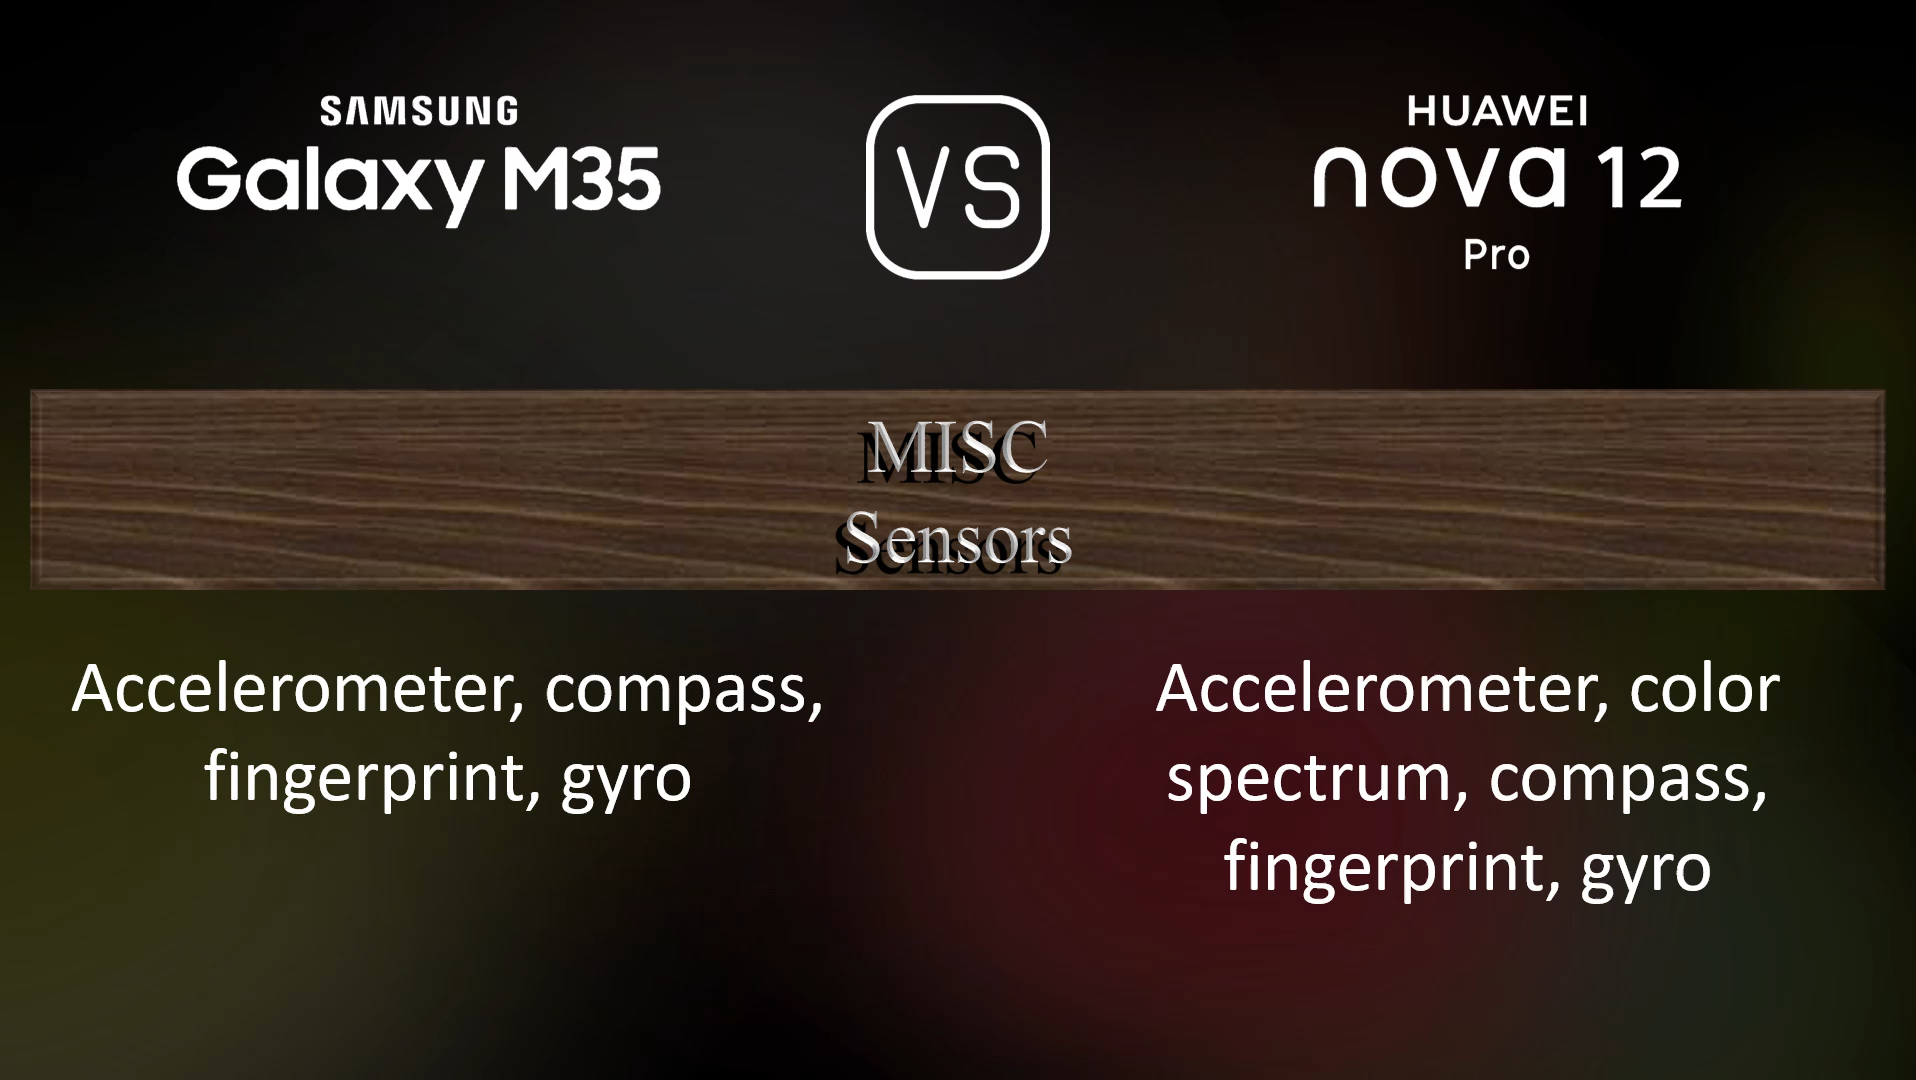 SAMSUNG
Galaxy M35
VS
HUAWEI
nova 12
Pro
MISC
Sensors
Accelerometer, compass,
fingerprint, gyro
Accelerometer, color
spectrum, compass,
fingerprint, gyro